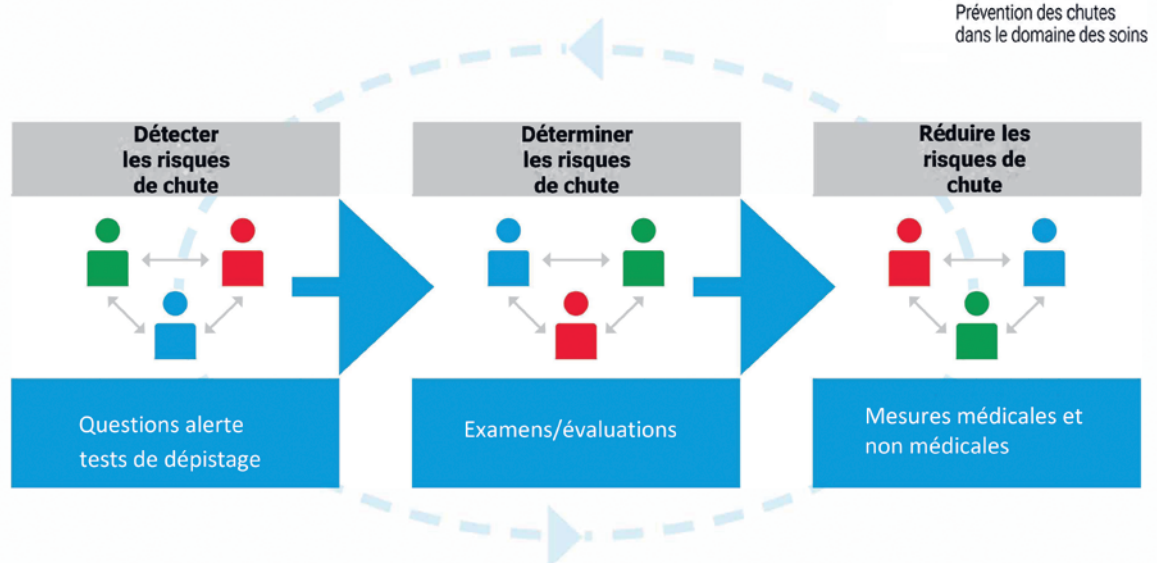 Prévention des chutes
dans le domaine des soins
Détecter
les risques
de chute
Déterminer
les risques
de chute
Réduire les
risques de
chute
Questions alerte
tests de dépistage
Examens/évaluations
Mesures médicales et
non médicales